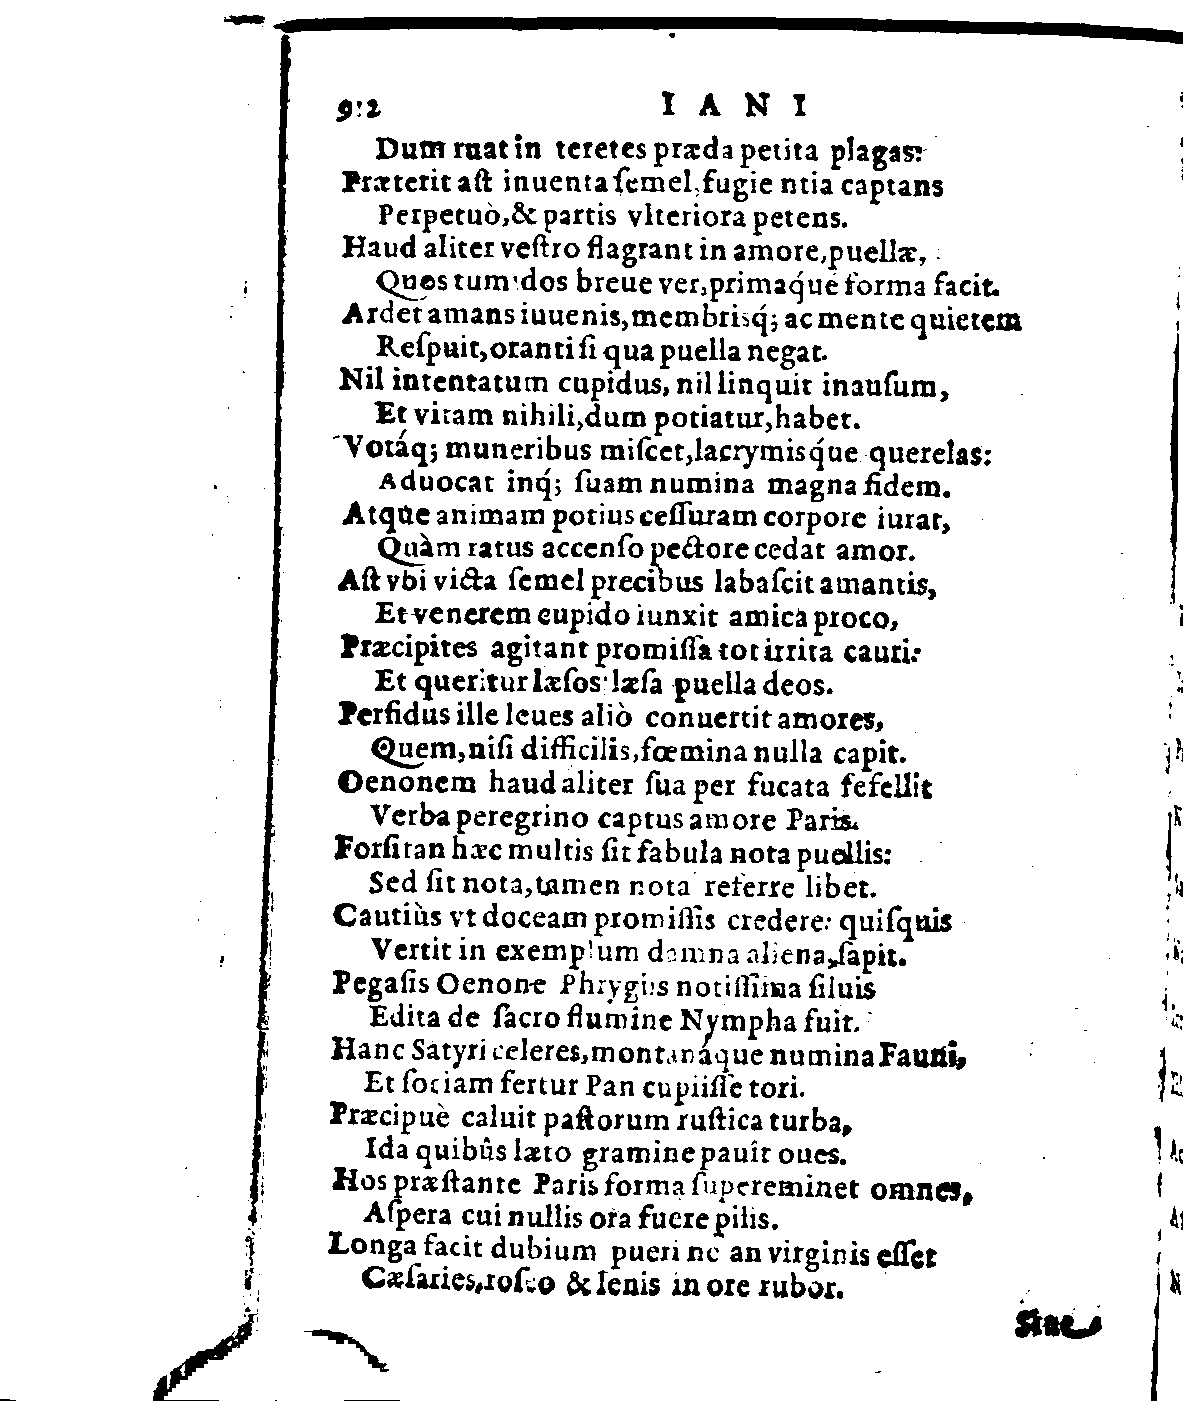 912 IANI
Dum ruat in teretes præda petita plagas:
Præterit ast inuenta semel, fugientia captans
Perpetuò, & partis vlteriora petens.
Haud aliter vestro flagrant in amore, puellæ,
Quos tumidos breue ver, primaq́ue forma facit.
Ardet amans iuuenis, membrisq́; ac mente quietem
Respuit, oranti si qua puella negat.
Nil intentatum cupidus, nil linquit inausum,
Et vitam nihili, dum potiatur, habet.
Votáq; muneribus miscet, lacrymisq́ue querelas:
Aduocat inq́; suam numina magna fidem.
Atque animam potius cessuram corpore iurat,
Quàm ratus accenso pectore cedat amor.
Ast vbi victa semel precibus labascit amantis,
Et venerem cupido iunxit amica proco,
Præcipites agitant promissa tot irrita cauri:
Et queritur læsos læsa puella deos.
Perfidus ille leues aliò conuertit amores,
Quem, nisi difficilis, fœmina nulla capit.
Oenonem haud aliter sua per fucata fefellit
Verba peregrino captus amore Paris.
Forsitan hæc multis sit fabula nota puellis:
Sed sit nota, tamen nota referre libet.
Cautiùs vt doceam promissis credere: quisquis
Vertit in exemplum damna aliena, sapit.
Pegasis Oenone Phrygiis notissima siluis
Edita de sacro flumine Nympha fuit.
Hanc Satyri celeres, montanáque numina Fauni,
Et sociam fertur Pan cupiisse tori.
Præcipuè caluit pastorum rustica turba,
Ida quibûs læto gramine pauit oues.
Hos præstante Paris forma supereminet omnes,
Aspera cui nullis ora fuere pilis.
Longa facit dubium pueri ne an virginis esset
Cæsaries, roseo & lenis in ore rubor.
Sine